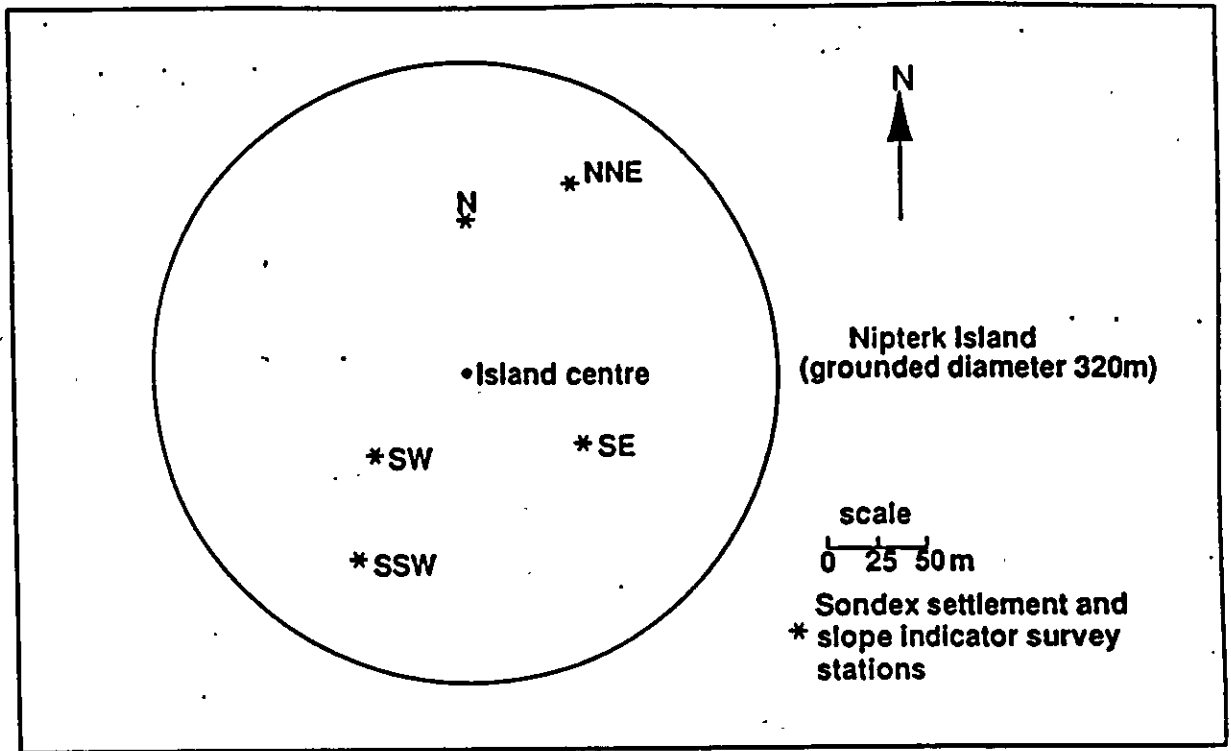 N
NNE
N
Nipterk Island
(grounded diameter 320m)
•Island centre
*SW
*SE
*SSW
scale
0 25 50 m
Sondex settlement and
* slope indicator survey
stations